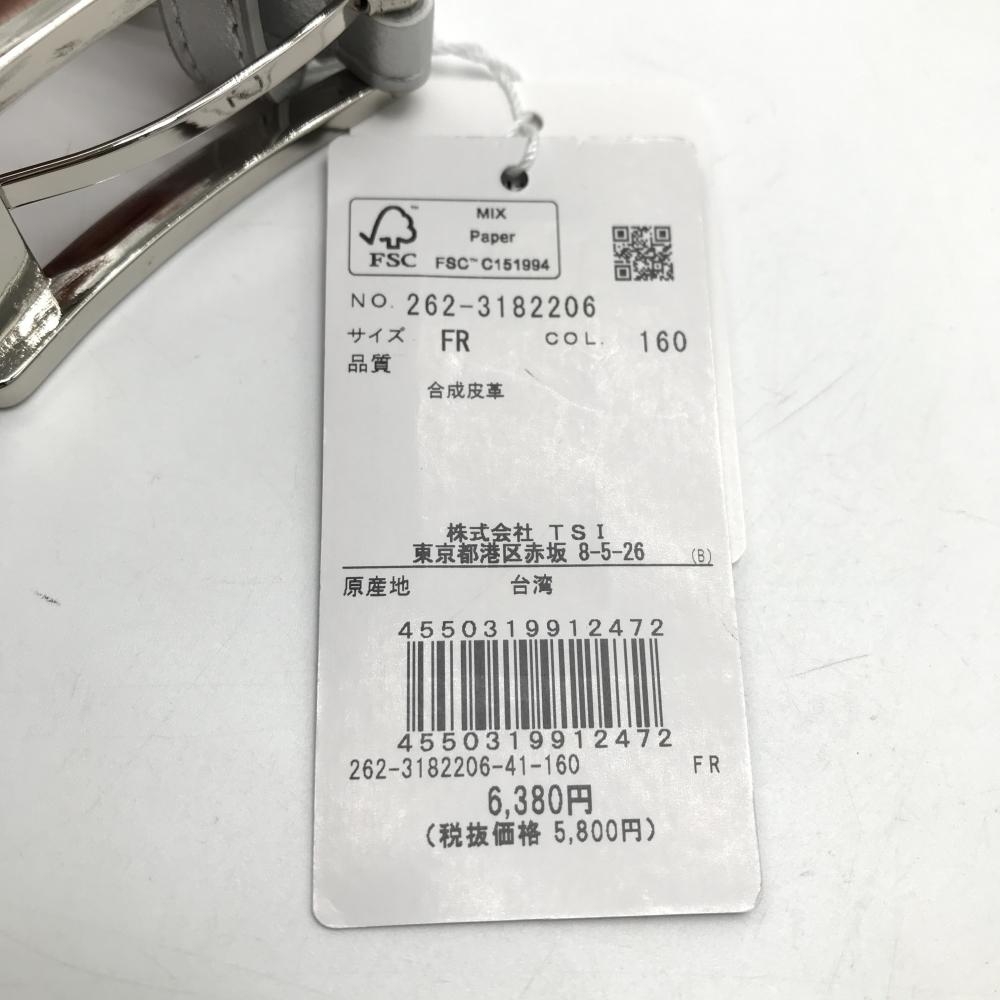 MIX
Paper
FSC™ C151994
FSC™
NO. 262-3182206
サイズ FR COL. 160
品質
合成皮革
株式会社 TSI
東京都港区赤坂 8-5-26 (B)
原産地 台湾
4550319912472
4550319912472
262-3182206-41-160 FR
6,380円
(税抜価格 5,800円)